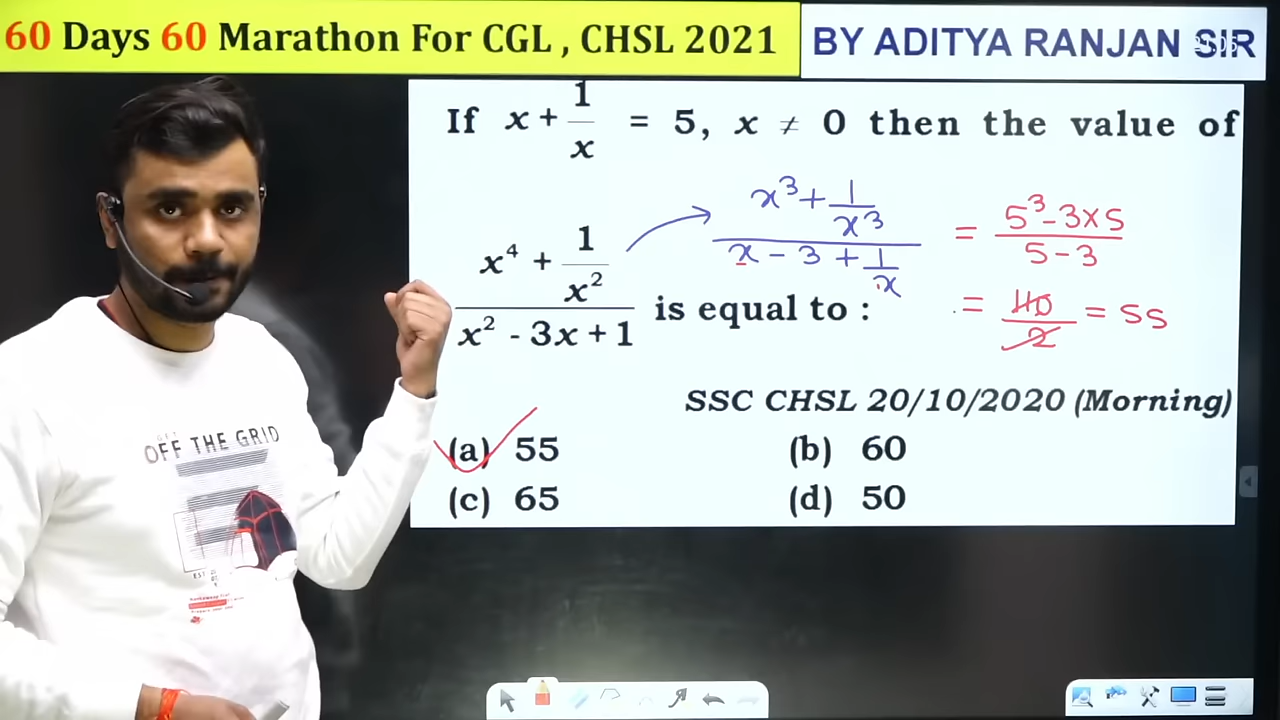 60 Days 60 Marathon For CGL , CHSL 2021
BY ADITYA RANJAN SIR
If x + 1/x = 5, x ≠ 0 then the value of
(x⁴ + 1/x²)/(x² - 3x + 1) is equal to :
(x³ + 1/x³)/(x - 3 + 1/x) = (5³ - 3×5)/(5 - 3)
= 110/2 = 55
SSC CHSL 20/10/2020 (Morning)
(a) 55
(b) 60
(c) 65
(d) 50
OFF THE GRID